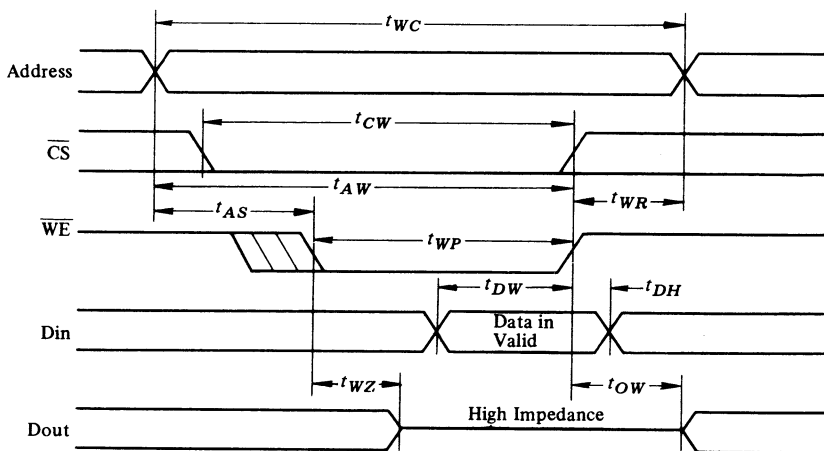 tWC
Address
tCW
CS
tAW
tWR
tAS
WE
tWP
tDW
tDH
Din
Data in
Valid
tWZ
tOW
High Impedance
Dout